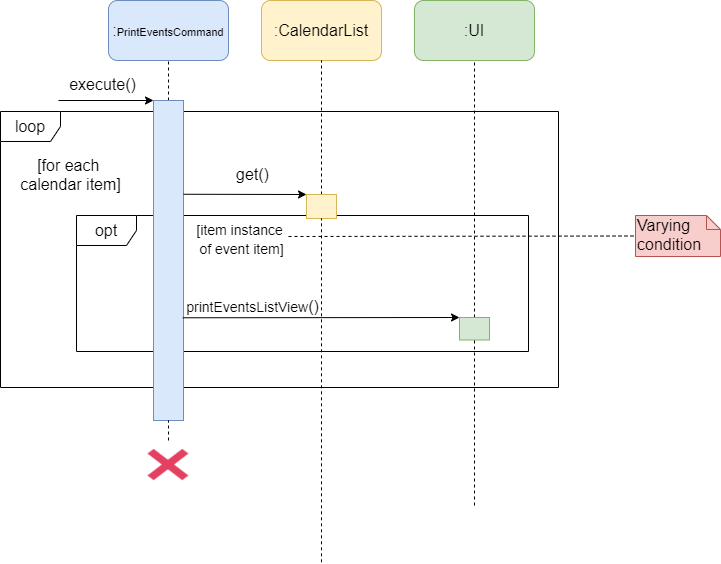 :PrintEventsCommand
:CalendarList
:UI
execute()
loop
[for each
calendar item]
get()
opt
[item instance
of event item]
Varying
condition
printEventsListView()